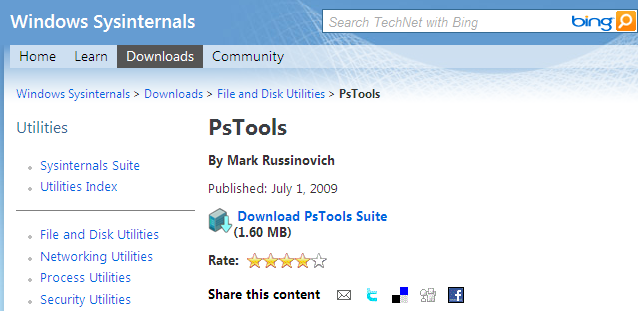 Windows Sysinternals
Search TechNet with Bing
bing
Home Learn Downloads Community
Windows Sysinternals > Downloads > File and Disk Utilities > PsTools
Utilities
Sysinternals Suite
Utilities Index
File and Disk Utilities
Networking Utilities
Process Utilities
Security Utilities
PsTools
By Mark Russinovich
Published: July 1, 2009
Download PsTools Suite
(1.60 MB)
Rate:
Share this content